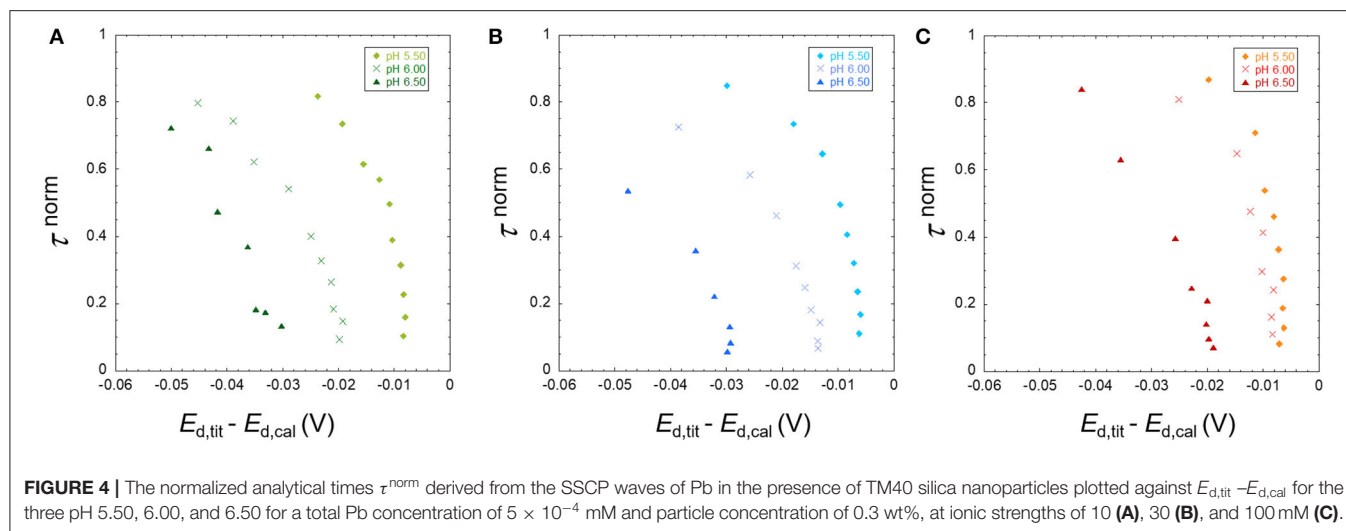 A
B
C
1
0.8
0.6
0.4
0.2
0
τ norm
-0.06
-0.05
-0.04
-0.03
-0.02
-0.01
0
Ed,tit - Ed,cal (V)
pH 5.50
pH 6.00
pH 6.50
1
0.8
0.6
0.4
0.2
0
τ norm
-0.06
-0.05
-0.04
-0.03
-0.02
-0.01
0
Ed,tit - Ed,cal (V)
pH 5.50
pH 6.00
pH 6.50
1
0.8
0.6
0.4
0.2
0
τ norm
-0.06
-0.05
-0.04
-0.03
-0.02
-0.01
0
Ed,tit - Ed,cal (V)
pH 5.50
pH 6.00
pH 6.50
FIGURE 4 | The normalized analytical times τnorm derived from the SSCP waves of Pb in the presence of TM40 silica nanoparticles plotted against Ed,tit –Ed,cal for the
three pH 5.50, 6.00, and 6.50 for a total Pb concentration of 5 × 10−4 mM and particle concentration of 0.3 wt%, at ionic strengths of 10 (A), 30 (B), and 100 mM (C).